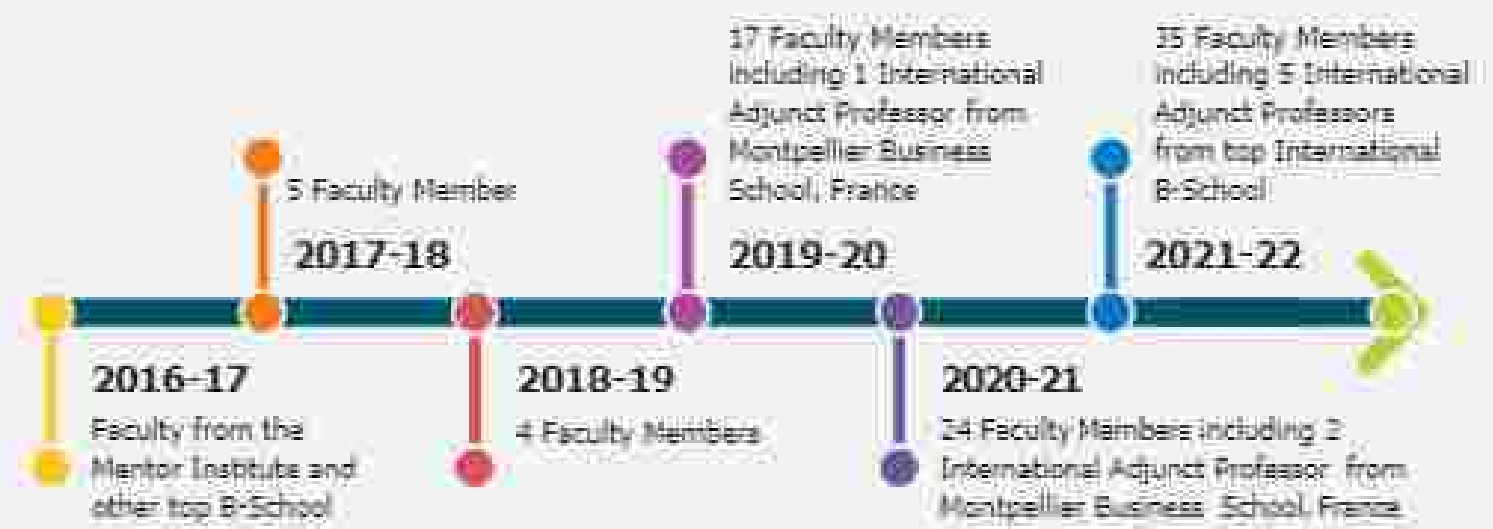 17 Faculty Members
including 1 International
Adjunct Professor from
Montpellier Business
School, France
2019-20
35 Faculty Members
including 5 International
Adjunct Professors
from top International
B-School
2021-22
5 Faculty Member
2017-18
2016-17
Faculty from the
Mentor Institute and
other top B-School
2018-19
4 Faculty Members
2020-21
24 Faculty Members including 2
International Adjunct Professor from
Montpellier Business School, France